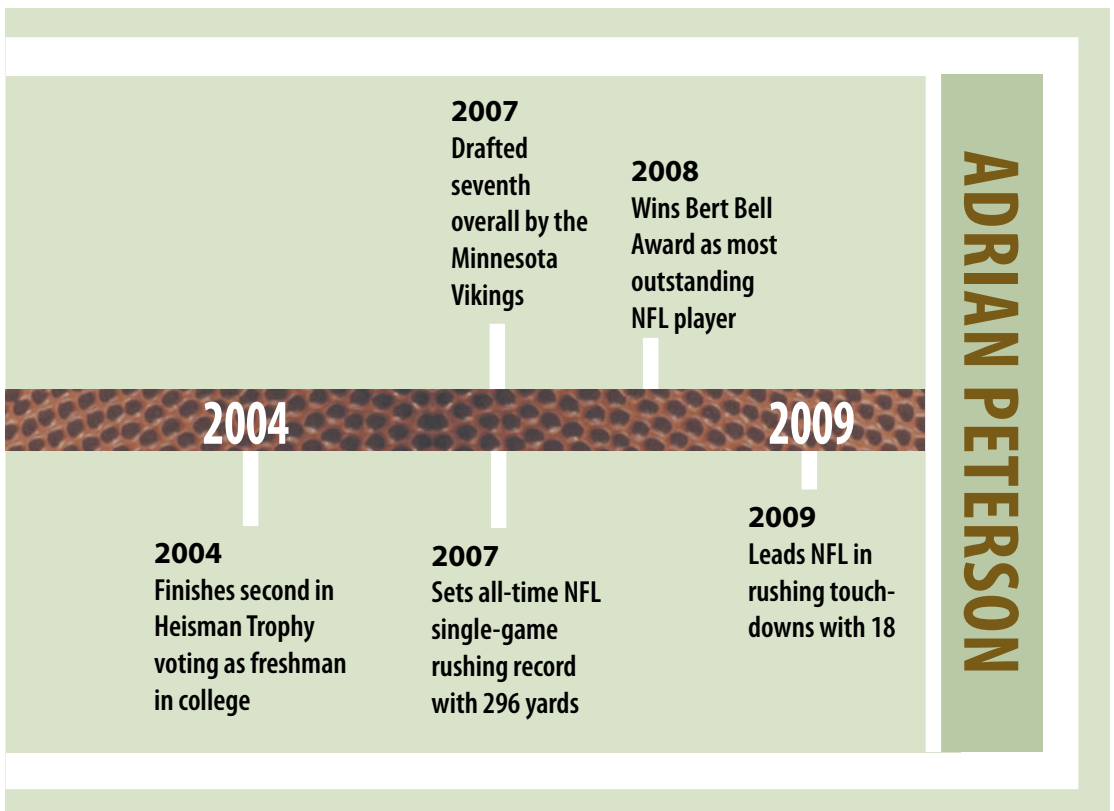 2007
Drafted
seventh
overall by the
Minnesota
Vikings
2008
Wins Bert Bell
Award as most
outstanding
NFL player
2004
2009
2004
Finishes second in
Heisman Trophy
voting as freshman
in college
2007
Sets all-time NFL
single-game
rushing record
with 296 yards
2009
Leads NFL in
rushing touch-
downs with 18
ADRIAN PETERSON